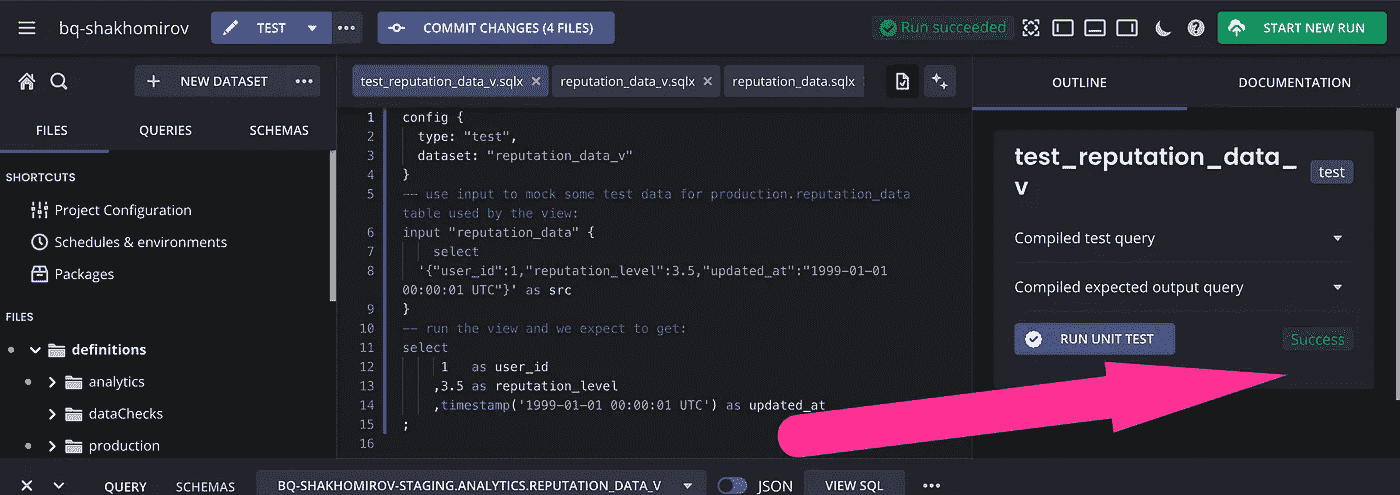 bq-shakhomirov
TEST
COMMIT CHANGES (4 FILES)
Run succeeded
START NEW RUN
NEW DATASET
test_reputation_data_v.sqlx
reputation_data_v.sqlx
reputation_data.sqlx
OUTLINE
DOCUMENTATION
FILES
QUERIES
SCHEMAS
SHORTCUTS
Project Configuration
Schedules & environments
Packages
FILES
definitions
analytics
dataChecks
production
1 config {
2 type: "test",
3 dataset: "reputation_data_v"
4 }
5 -- use input to mock some test data for production.reputation_data
table used by the view:
6 input "reputation_data" {
7 select
8 '{"user_id":1,"reputation_level":3.5,"updated_at":"1999-01-01
00:00:01 UTC"}' as src
9 }
10 -- run the view and we expect to get:
11 select
12 1 as user_id
13 ,3.5 as reputation_level
14 ,timestamp('1999-01-01 00:00:01 UTC') as updated_at
15 ;
16
test_reputation_data_
v
test
Compiled test query
Compiled expected output query
RUN UNIT TEST
Success
QUERY
SCHEMAS
BQ-SHAKHOMIROV-STAGING.ANALYTICS.REPUTATION_DATA_V
JSON
VIEW SQL